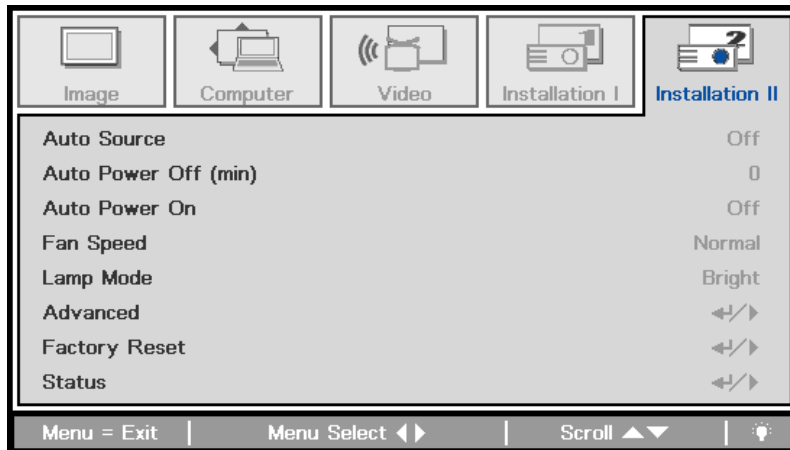 Image Computer Video Installation I Installation II
Auto Source Off
Auto Power Off (min) 0
Auto Power On Off
Fan Speed Normal
Lamp Mode Bright
Advanced
Factory Reset
Status
Menu = Exit Menu Select Scroll